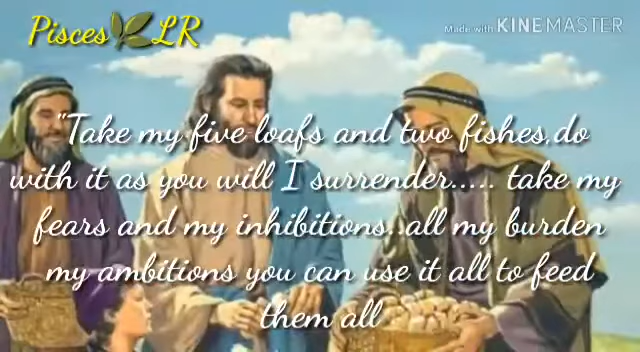 Pisces LR
Made with KINEMASTER
"Take my five loafs and two fishes,do
with it as you will I surrender..... take my
fears and my inhibitions..all my burden
my ambitions you can use it all to feed
them all